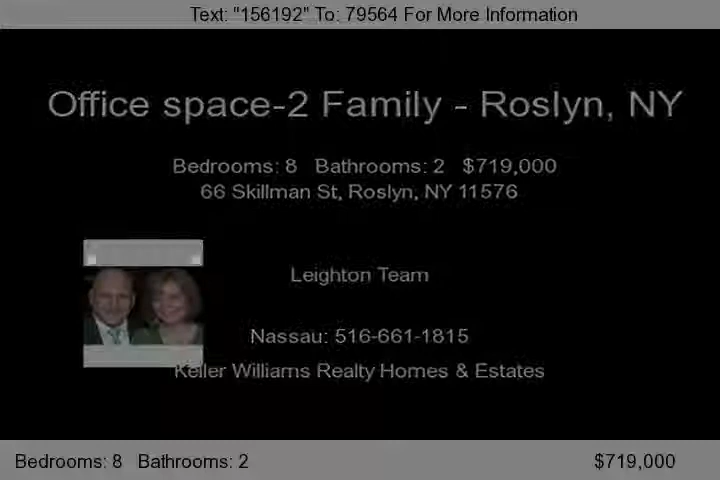 Text: "156192" To: 79564 For More Information
Office space-2 Family - Roslyn, NY
Bedrooms: 8 Bathrooms: 2 $719,000
66 Skillman St, Roslyn, NY 11576
Leighton Team
Nassau: 516-661-1815
Keller Williams Realty Homes & Estates
Bedrooms: 8 Bathrooms: 2 $719,000